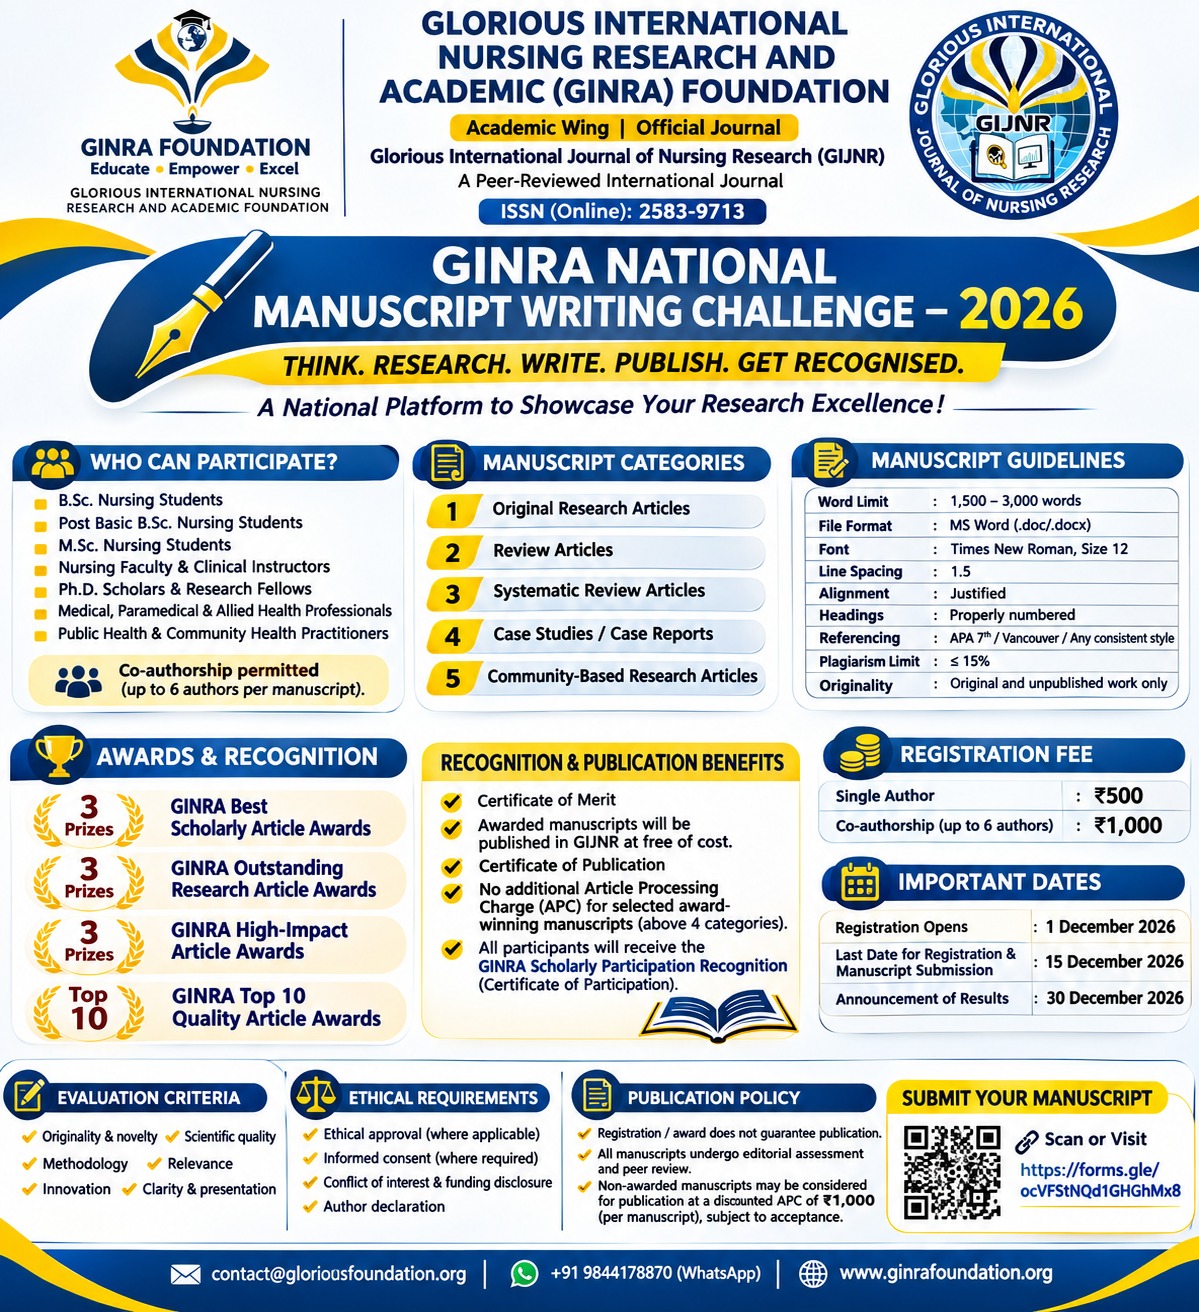 GINRA FOUNDATION
Educate • Empower • Excel
GLORIOUS INTERNATIONAL NURSING
RESEARCH AND ACADEMIC FOUNDATION
GLORIOUS INTERNATIONAL
NURSING RESEARCH AND
ACADEMIC (GINRA) FOUNDATION
Academic Wing | Official Journal
Glorious International Journal of Nursing Research (GIJNR)
A Peer-Reviewed International Journal
ISSN (Online): 2583-9713
GLORIOUS INTERNATIONAL
GIJNR
JOURNAL OF NURSING RESEARCH
GINRA NATIONAL
MANUSCRIPT WRITING CHALLENGE – 2026
THINK. RESEARCH. WRITE. PUBLISH. GET RECOGNISED.
A National Platform to Showcase Your Research Excellence!
WHO CAN PARTICIPATE?
B.Sc. Nursing Students
Post Basic B.Sc. Nursing Students
M.Sc. Nursing Students
Nursing Faculty & Clinical Instructors
Ph.D. Scholars & Research Fellows
Medical, Paramedical & Allied Health Professionals
Public Health & Community Health Practitioners
Co-authorship permitted
(up to 6 authors per manuscript).
MANUSCRIPT CATEGORIES
1 Original Research Articles
2 Review Articles
3 Systematic Review Articles
4 Case Studies / Case Reports
5 Community-Based Research Articles
MANUSCRIPT GUIDELINES
Word Limit : 1,500 – 3,000 words
File Format : MS Word (.doc/.docx)
Font : Times New Roman, Size 12
Line Spacing : 1.5
Alignment : Justified
Headings : Properly numbered
Referencing : APA 7th / Vancouver / Any consistent style
Plagiarism Limit : ≤ 15%
Originality : Original and unpublished work only
AWARDS & RECOGNITION
3
Prizes
GINRA Best
Scholarly Article Awards
3
Prizes
GINRA Outstanding
Research Article Awards
3
Prizes
GINRA High-Impact
Article Awards
Top
10
GINRA Top 10
Quality Article Awards
RECOGNITION & PUBLICATION BENEFITS
Certificate of Merit
Awarded manuscripts will be
published in GIJNR at free of cost.
Certificate of Publication
No additional Article Processing
Charge (APC) for selected award-
winning manuscripts (above 4 categories).
All participants will receive the
GINRA Scholarly Participation Recognition
(Certificate of Participation).
REGISTRATION FEE
Single Author : ₹500
Co-authorship (up to 6 authors) : ₹1,000
IMPORTANT DATES
Registration Opens : 1 December 2026
Last Date for Registration &
Manuscript Submission : 15 December 2026
Announcement of Results : 30 December 2026
EVALUATION CRITERIA
Originality & novelty Scientific quality
Methodology Relevance
Innovation Clarity & presentation
ETHICAL REQUIREMENTS
Ethical approval (where applicable)
Informed consent (where required)
Conflict of interest & funding disclosure
Author declaration
PUBLICATION POLICY
Registration / award does not guarantee publication.
All manuscripts undergo editorial assessment
and peer review.
Non-awarded manuscripts may be considered
for publication at a discounted APC of ₹1,000
(per manuscript), subject to acceptance.
SUBMIT YOUR MANUSCRIPT
Scan or Visit
https://forms.gle/
ocVFStNQd1GHGhMx8
contact@gloriousfoundation.org
+91 9844178870 (WhatsApp)
www.ginrafoundation.org